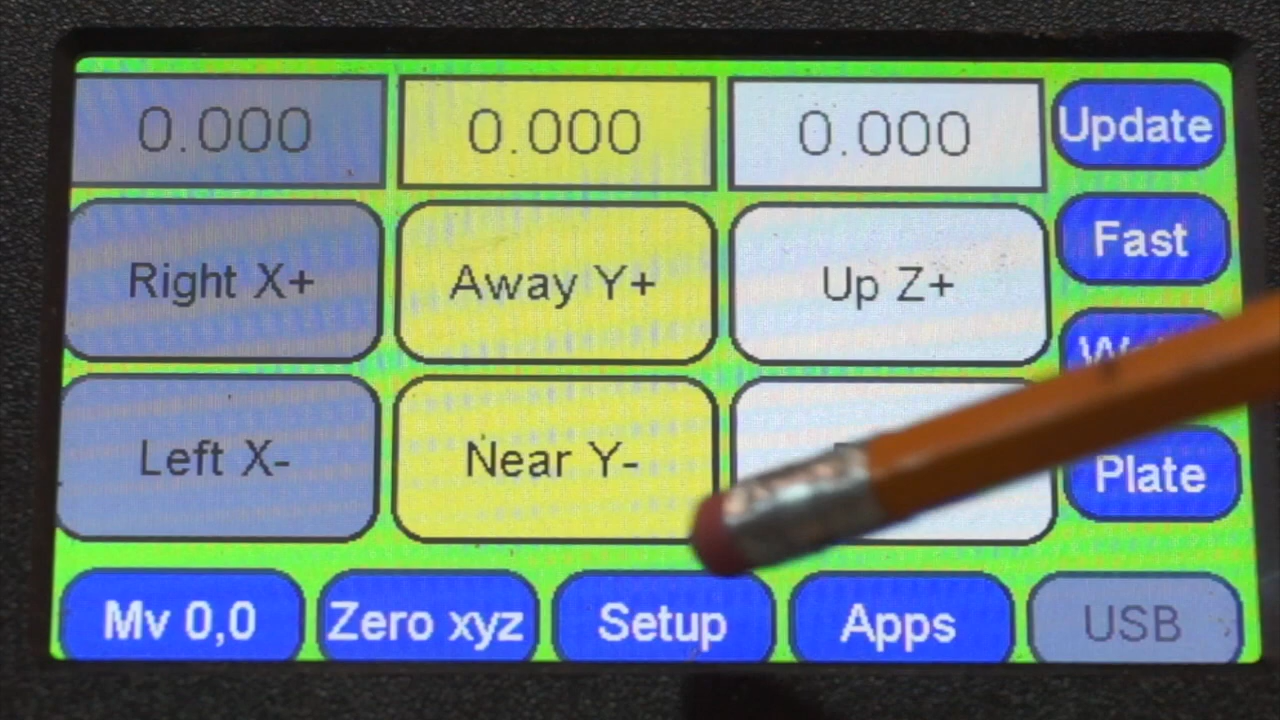 0.000 0.000 0.000 Update
Right X+ Away Y+ Up Z+ Fast
Left X- Near Y- Plate
Mv 0,0 Zero xyz Setup Apps USB